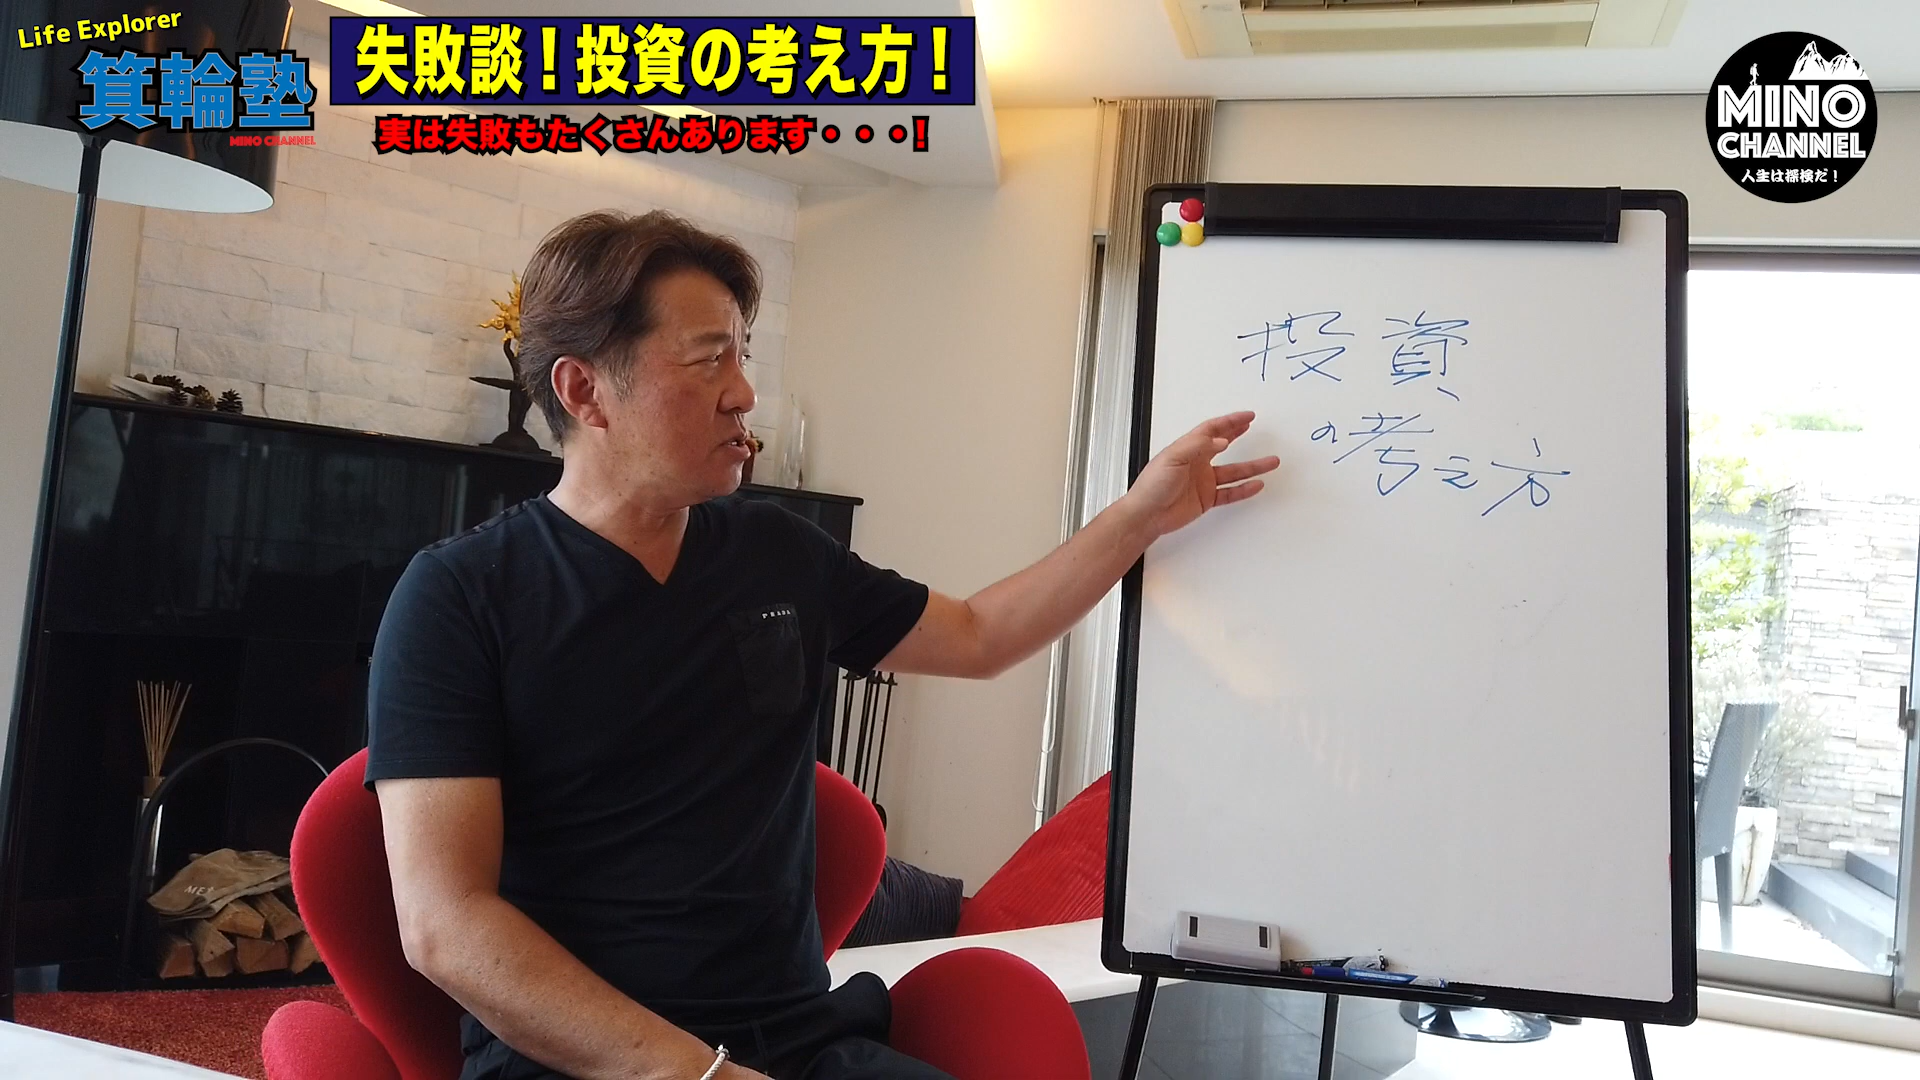 Life Explorer
箕輪塾
MINO CHANNEL
失敗談！投資の考え方！
実は失敗もたくさんあります・・・！
MINO
CHANNEL
人生は探検だ！
投資
の考え方
PRADA